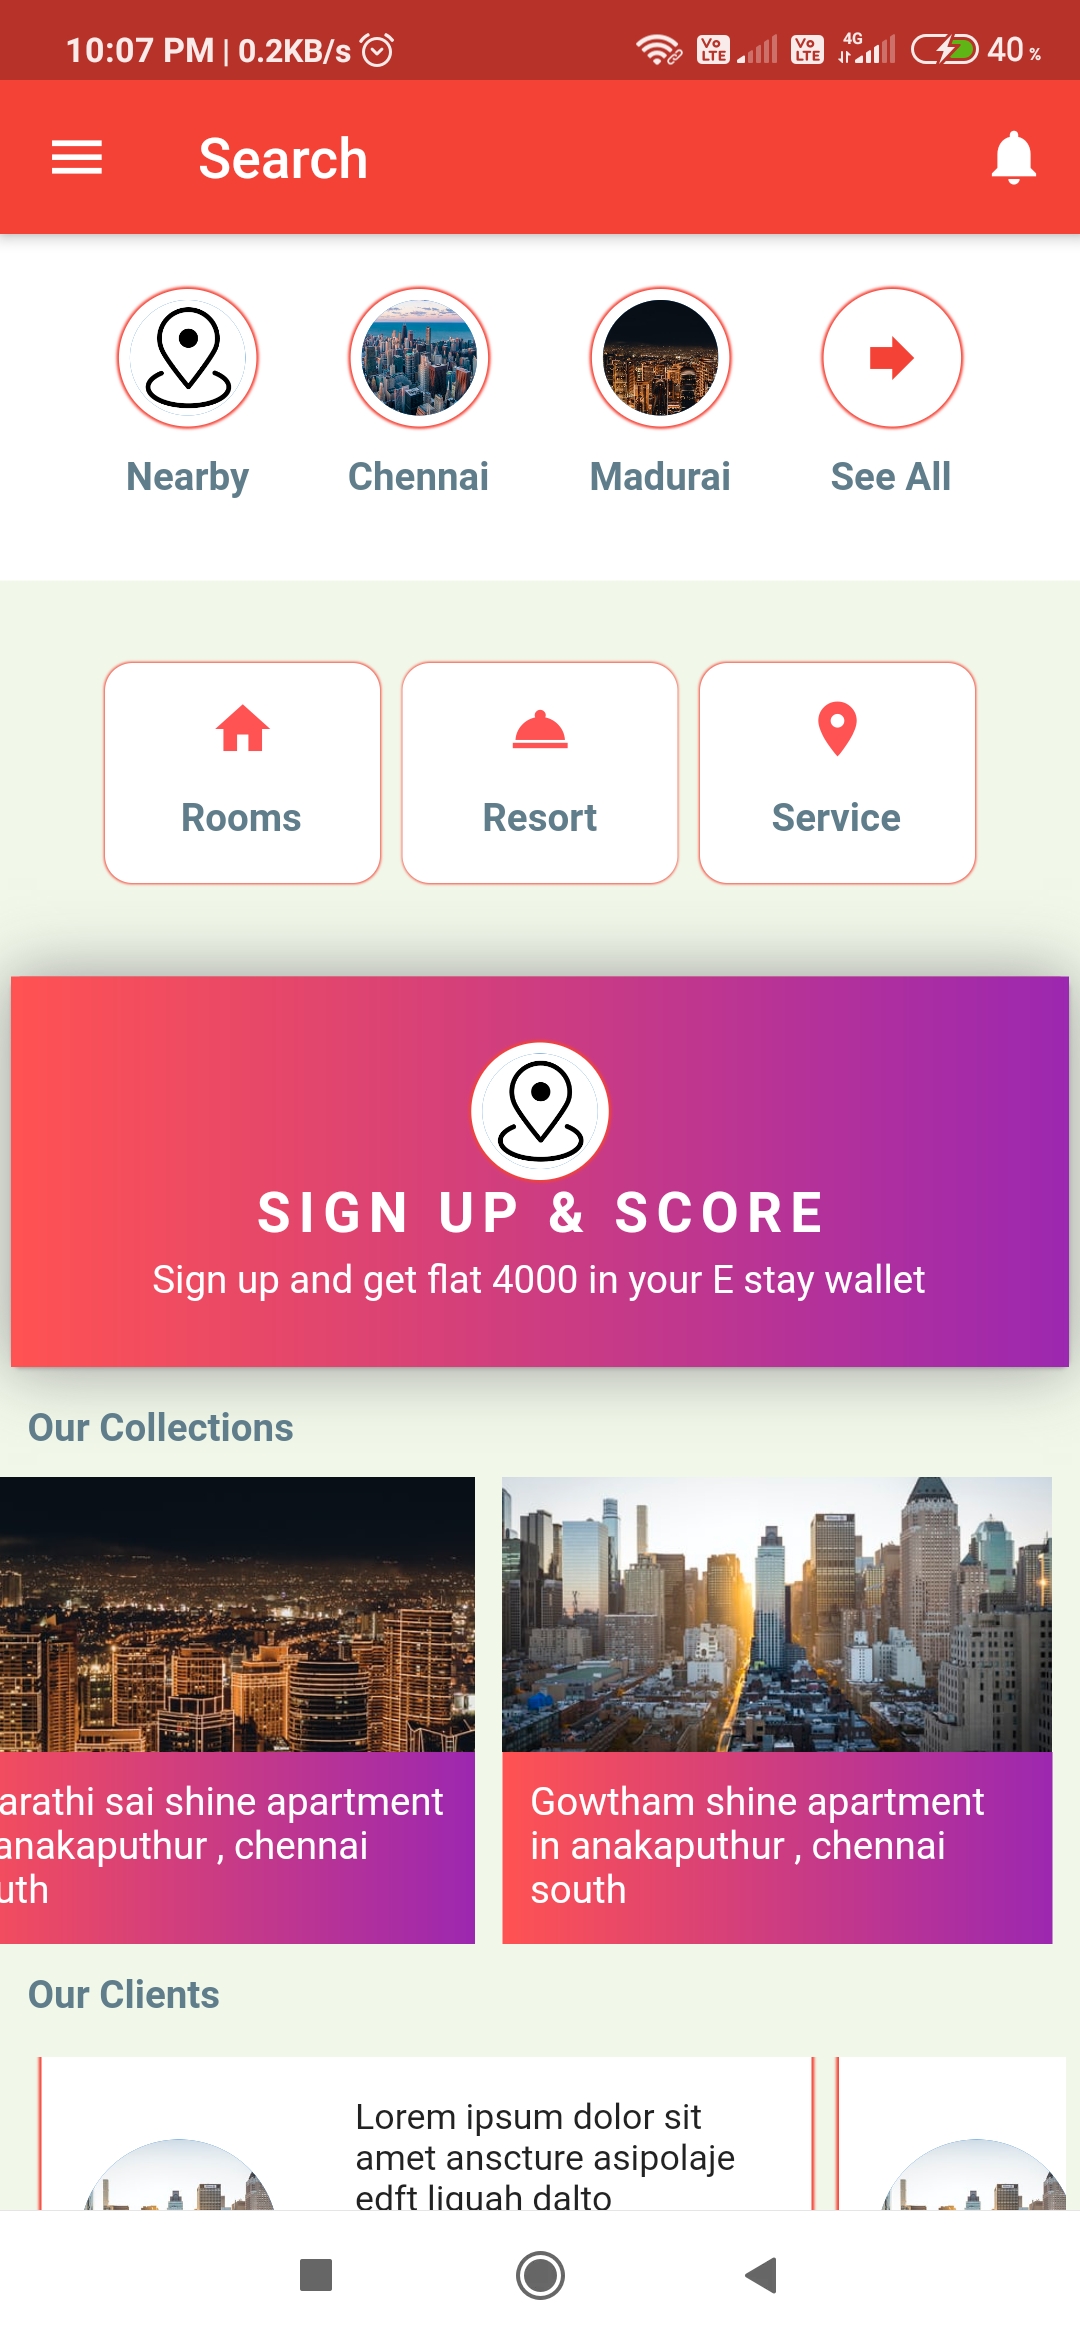 10:07 PM | 0.2KB/s
Vo LTE
Vo LTE
4G
40 %
Search
Nearby
Chennai
Madurai
See All
Rooms
Resort
Service
SIGN UP & SCORE
Sign up and get flat 4000 in your E stay wallet
Our Collections
arathi sai shine apartment
anakaputhur , chennai
uth
Gowtham shine apartment
in anakaputhur , chennai
south
Our Clients
Lorem ipsum dolor sit
amet anscture asipolaje
edft liquah dalto